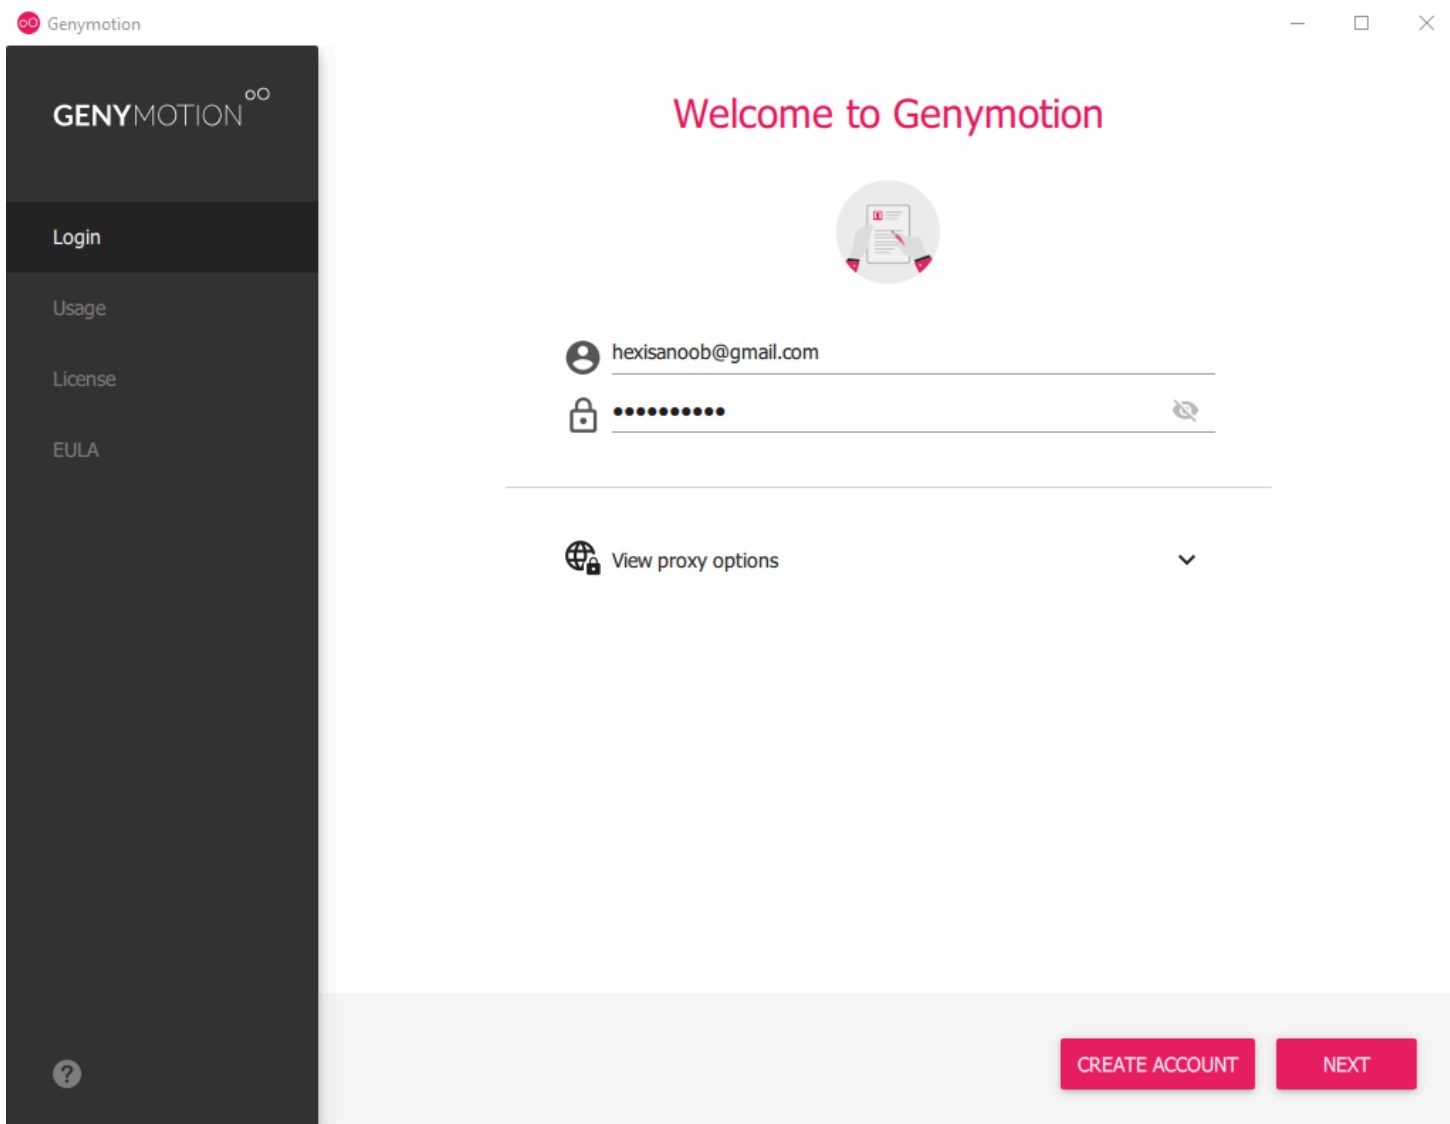 Genymotion
GENYMOTION
Welcome to Genymotion
Login
Usage
License
EULA
hexisanoob@gmail.com
••••••••••
View proxy options
CREATE ACCOUNT
NEXT
?